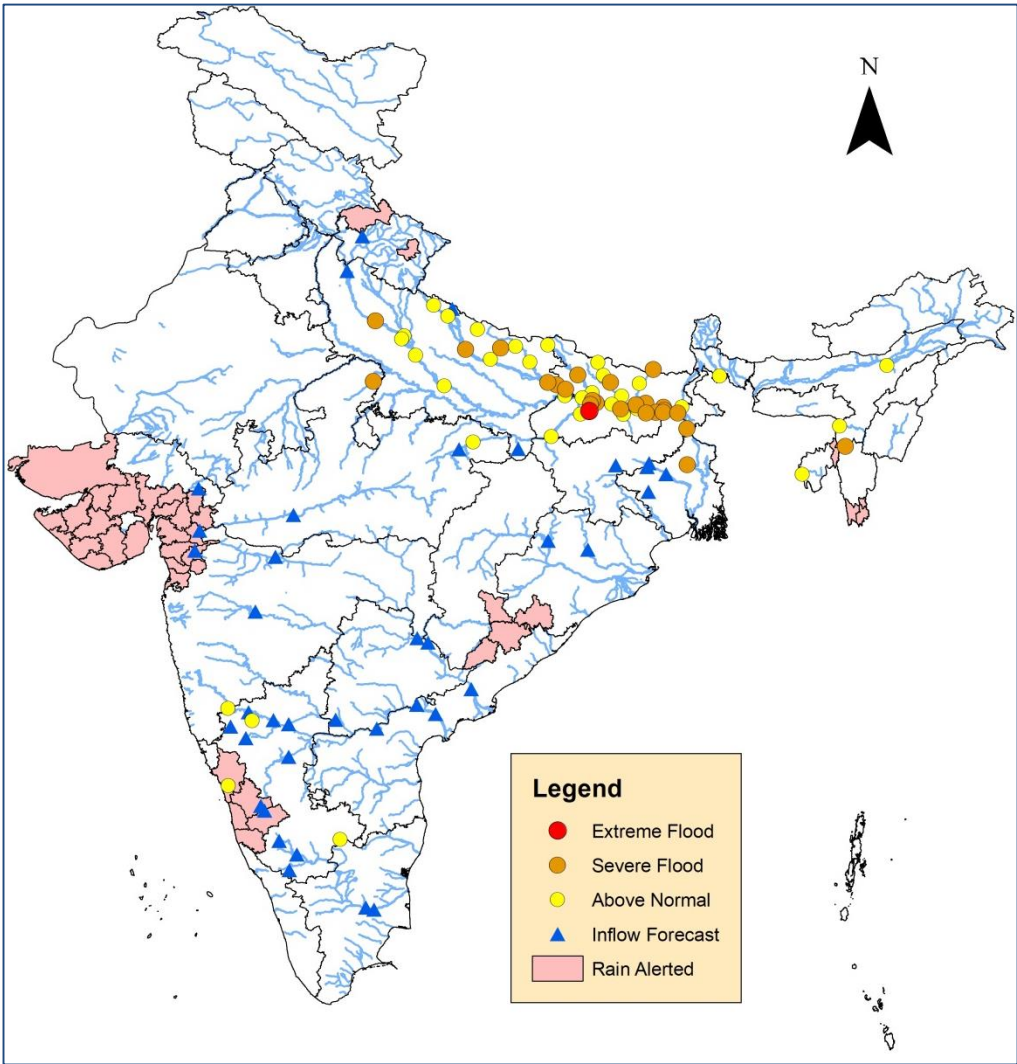 N
Legend
Extreme Flood
Severe Flood
Above Normal
Inflow Forecast
Rain Alerted